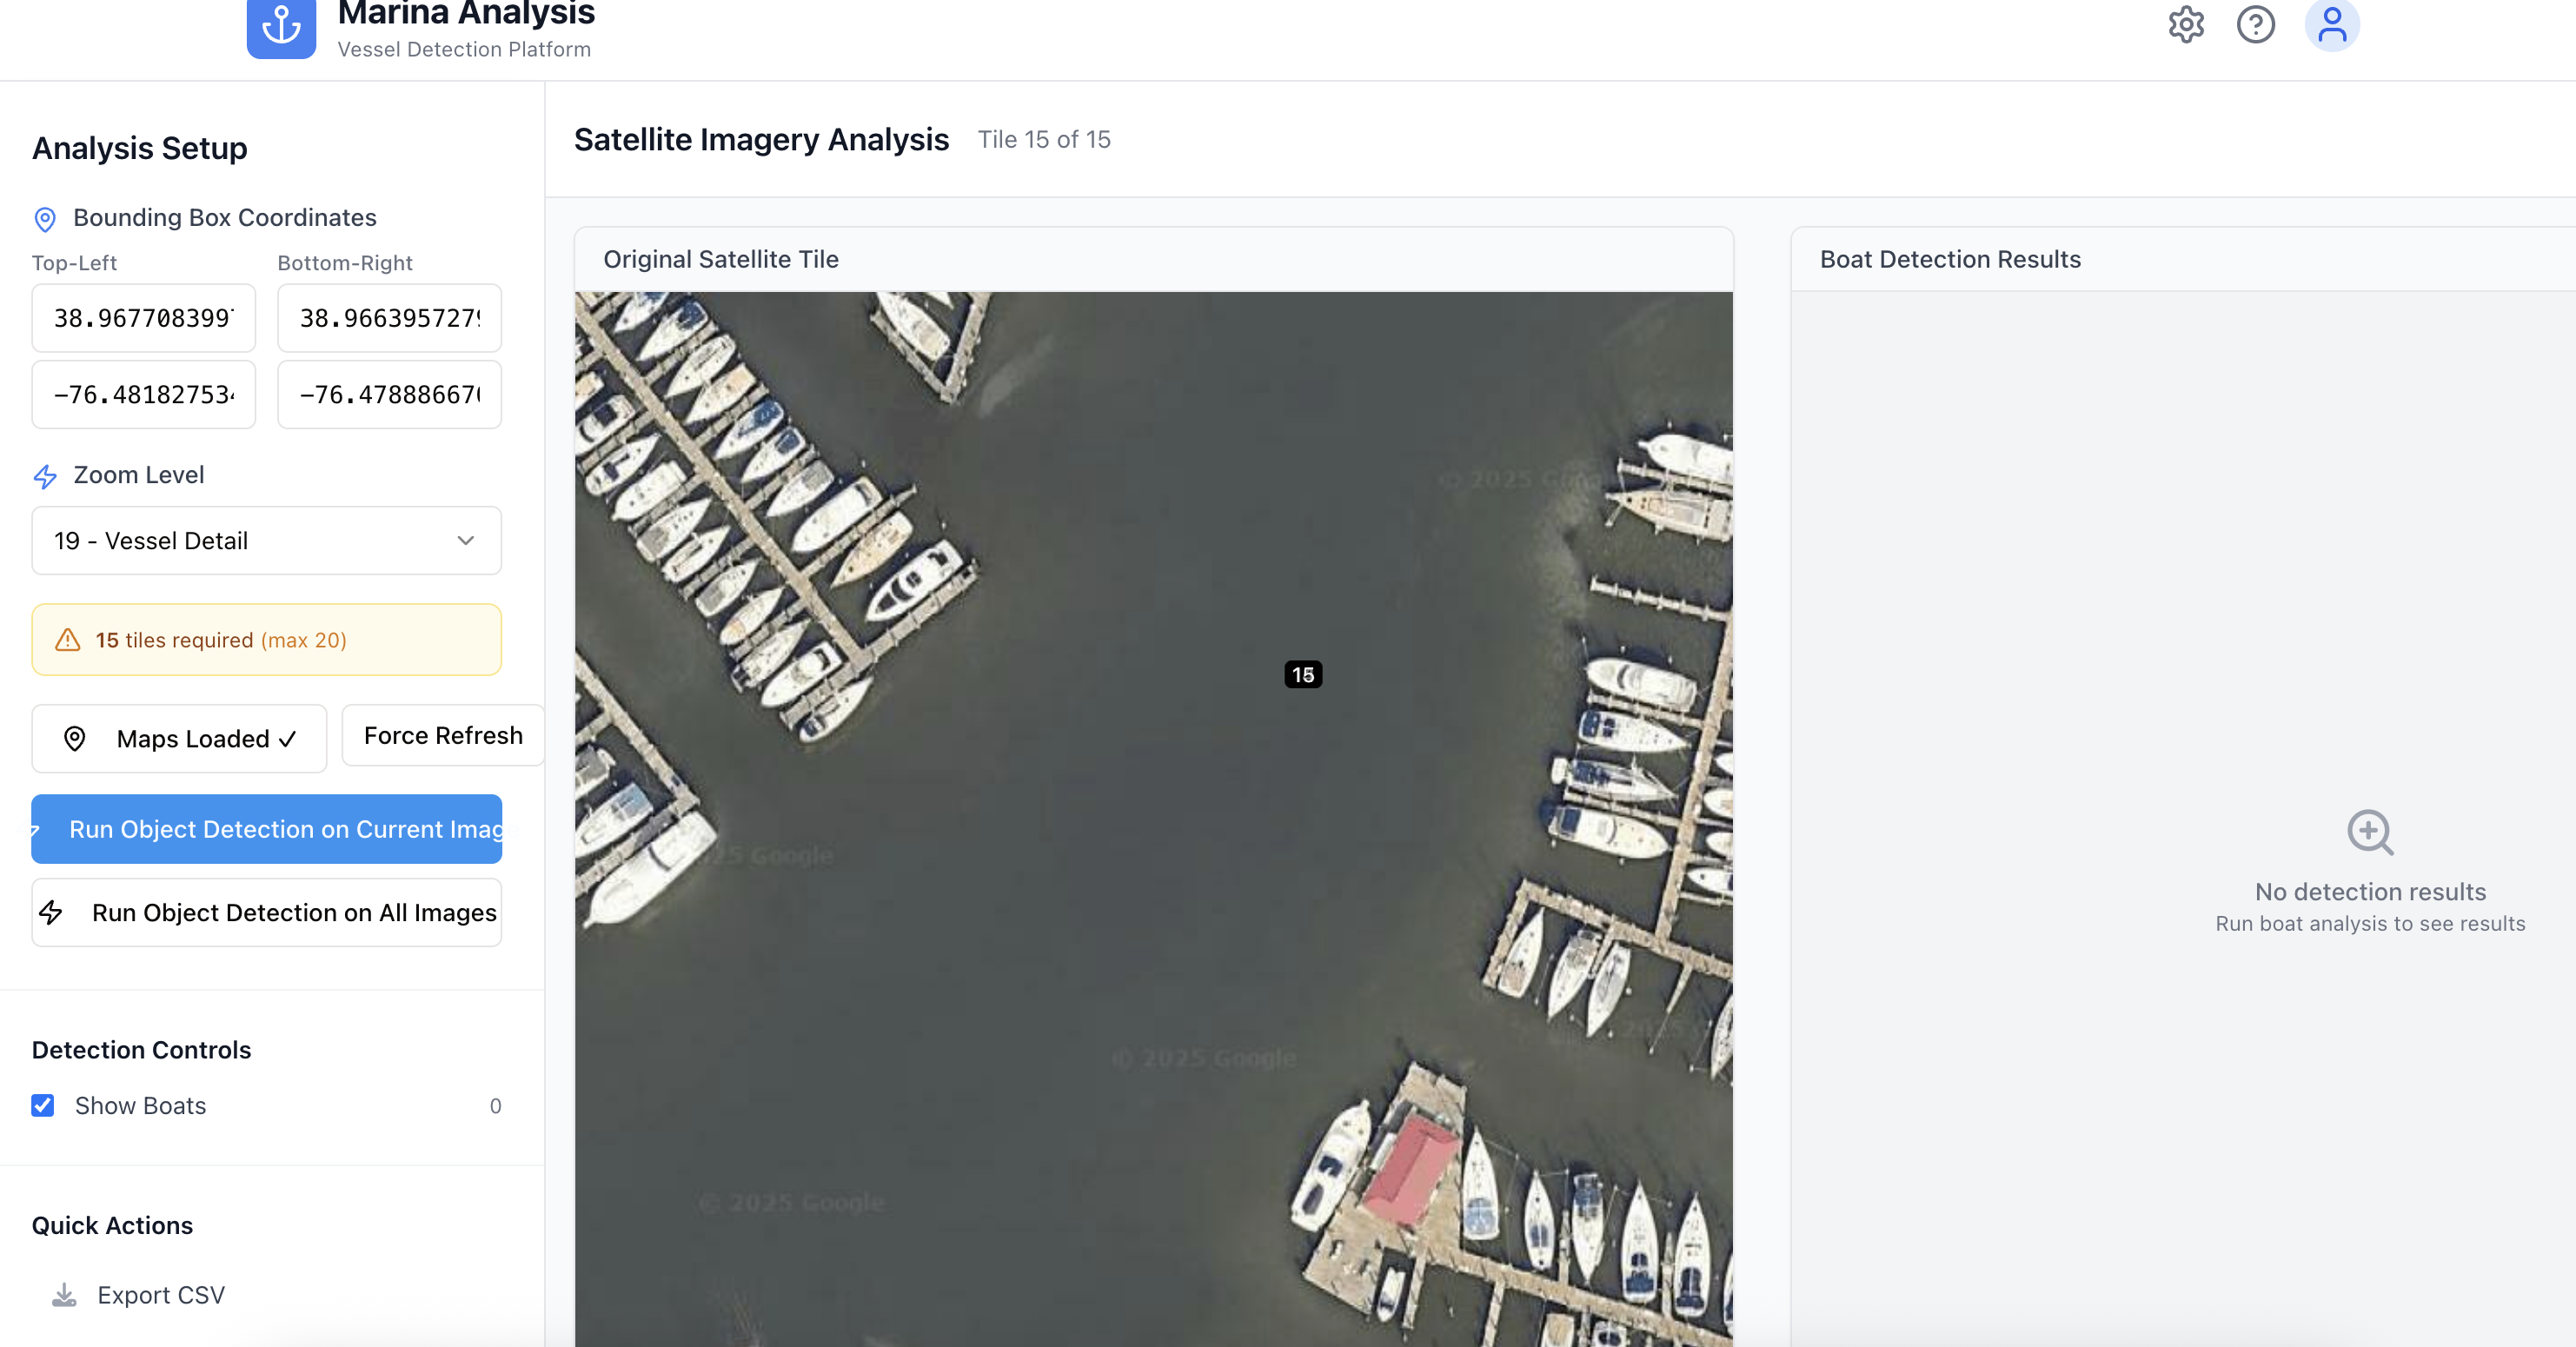 Marina Analysis
Vessel Detection Platform
Analysis Setup
Bounding Box Coordinates
Top-Left
Bottom-Right
38.967708399
38.966395727
-76.48182753
-76.47888667
Zoom Level
19 - Vessel Detail
15 tiles required (max 20)
Maps Loaded ✓
Force Refresh
Run Object Detection on Current Imag
Run Object Detection on All Images
Detection Controls
Show Boats
0
Quick Actions
Export CSV
Satellite Imagery Analysis
Tile 15 of 15
Original Satellite Tile
© 2025 Goo
15
25 Google
© 2025 Google
© 2025 Google
Boat Detection Results
No detection results
Run boat analysis to see results